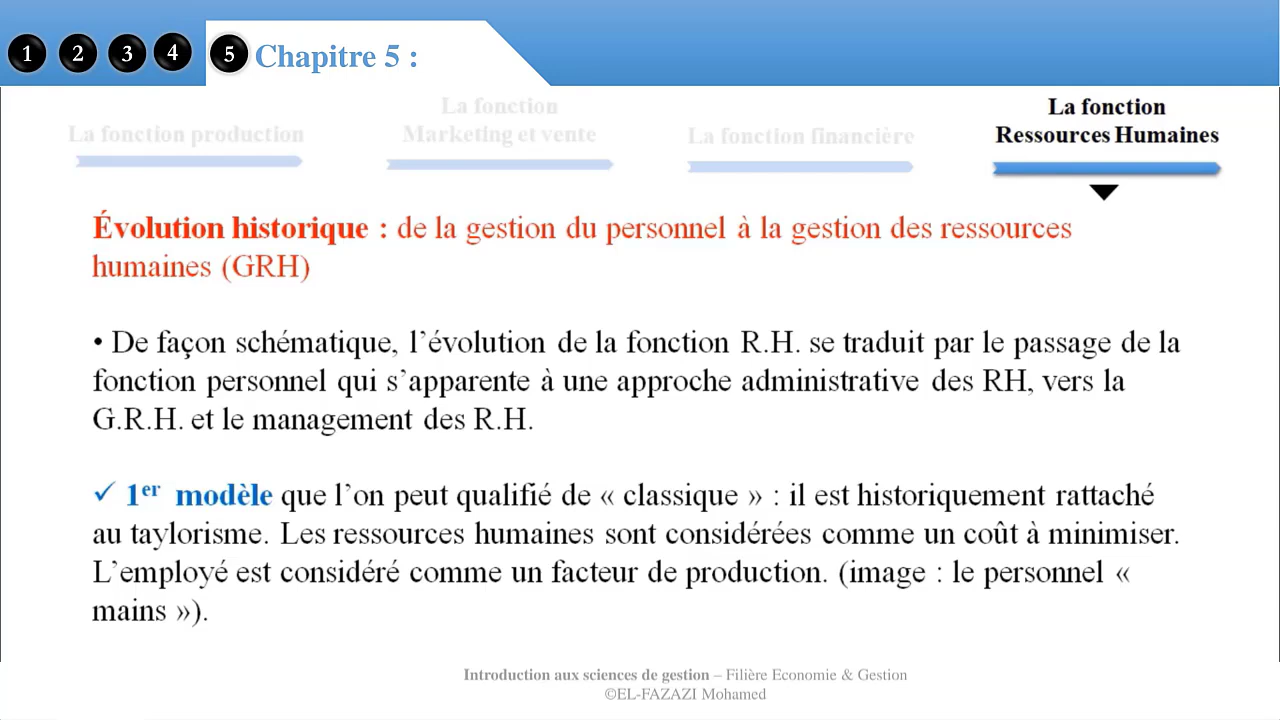 1 2 3 4 5 Chapitre 5 :
La fonction production
La fonction
Marketing et vente
La fonction financière
La fonction
Ressources Humaines
Évolution historique : de la gestion du personnel à la gestion des ressources
humaines (GRH)
• De façon schématique, l’évolution de la fonction R.H. se traduit par le passage de la
fonction personnel qui s’apparente à une approche administrative des RH, vers la
G.R.H. et le management des R.H.
✓ 1er modèle que l’on peut qualifié de « classique » : il est historiquement rattaché
au taylorisme. Les ressources humaines sont considérées comme un coût à minimiser.
L’employé est considéré comme un facteur de production. (image : le personnel «
mains »).
Introduction aux sciences de gestion – Filière Economie & Gestion
©EL-FAZAZI Mohamed